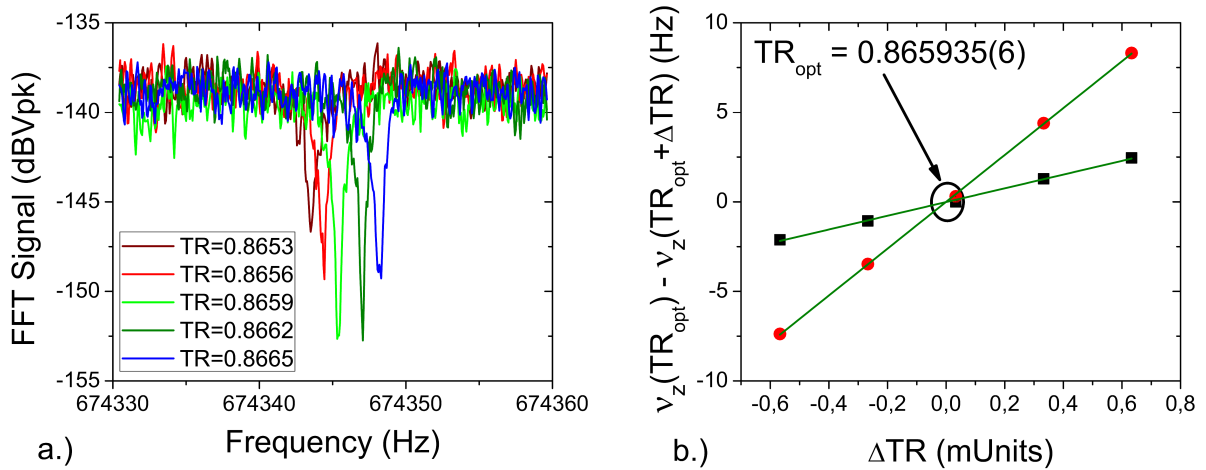 -135
-140
-145
-150
-155
FFT Signal (dBVpk)
TR=0.8653
TR=0.8656
TR=0.8659
TR=0.8662
TR=0.8665
674330 674340 674350 674360
Frequency (Hz)
a.)
10
5
0
-5
-10
ν_z(TR_opt) - ν_z(TR_opt+ΔTR) (Hz)
TR_opt = 0.865935(6)
-0,6 -0,4 -0,2 0,0 0,2 0,4 0,6 0,8
ΔTR (mUnits)
b.)